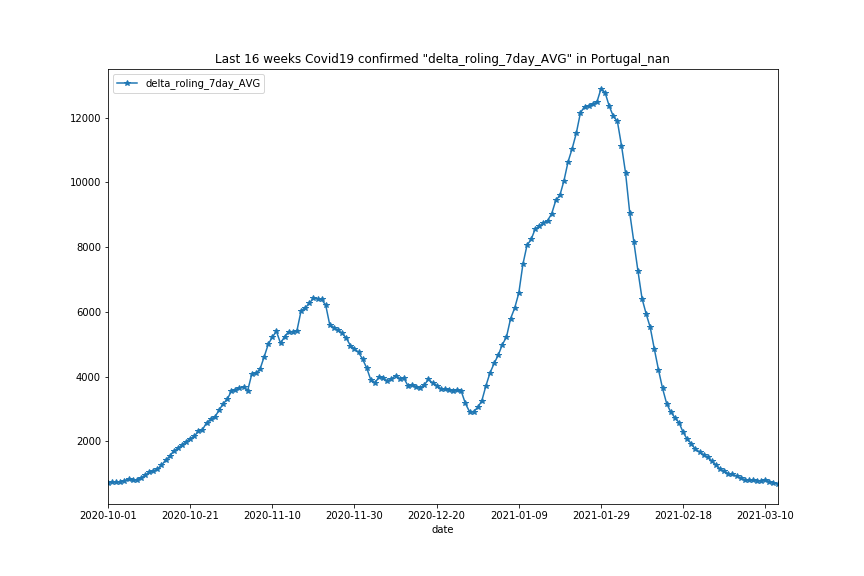 Last 16 weeks Covid19 confirmed "delta_roling_7day_AVG" in Portugal_nan
delta_roling_7day_AVG
12000
10000
8000
6000
4000
2000
2020-10-01 2020-10-21 2020-11-10 2020-11-30 2020-12-20 2021-01-09 2021-01-29 2021-02-18 2021-03-10
date